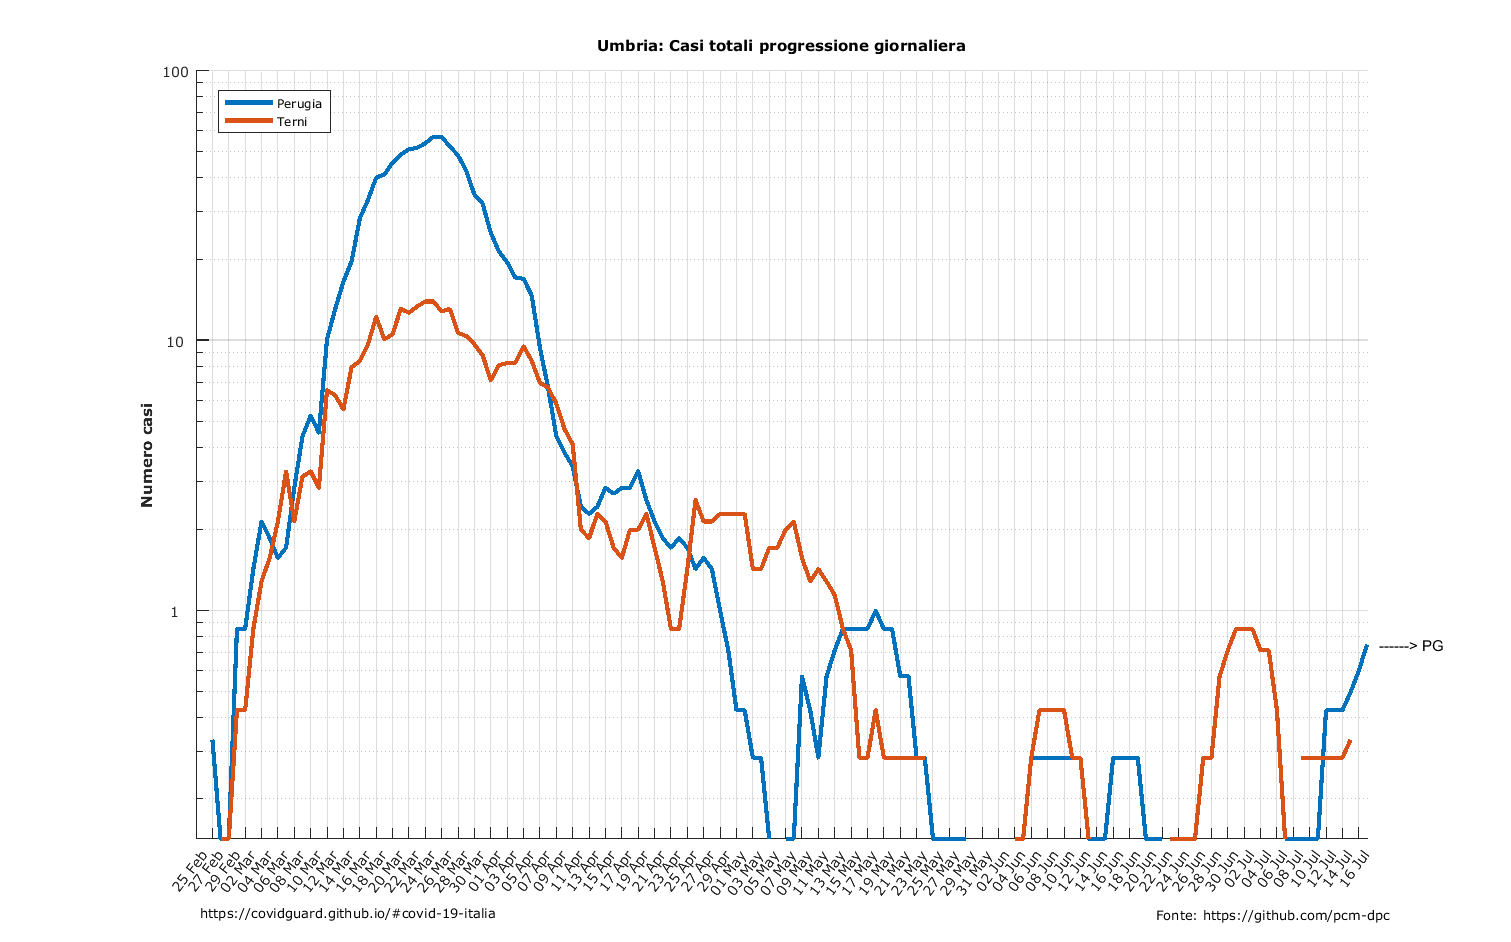 Umbria: Casi totali progressione giornaliera
100
Perugia
Terni
10
Numero casi
1
------> PG
25 Feb
27 Feb
29 Feb
02 Mar
04 Mar
06 Mar
08 Mar
10 Mar
12 Mar
14 Mar
16 Mar
18 Mar
20 Mar
22 Mar
24 Mar
26 Mar
28 Mar
30 Mar
01 Apr
03 Apr
05 Apr
07 Apr
09 Apr
11 Apr
13 Apr
15 Apr
17 Apr
19 Apr
21 Apr
23 Apr
25 Apr
27 Apr
29 Apr
01 May
03 May
05 May
07 May
09 May
11 May
13 May
15 May
17 May
19 May
21 May
23 May
25 May
27 May
29 May
31 May
02 Jun
04 Jun
06 Jun
08 Jun
10 Jun
12 Jun
14 Jun
16 Jun
18 Jun
20 Jun
22 Jun
24 Jun
26 Jun
28 Jun
30 Jun
02 Jul
04 Jul
06 Jul
08 Jul
10 Jul
12 Jul
14 Jul
16 Jul
https://covidguard.github.io/#covid-19-italia
Fonte: https://github.com/pcm-dpc